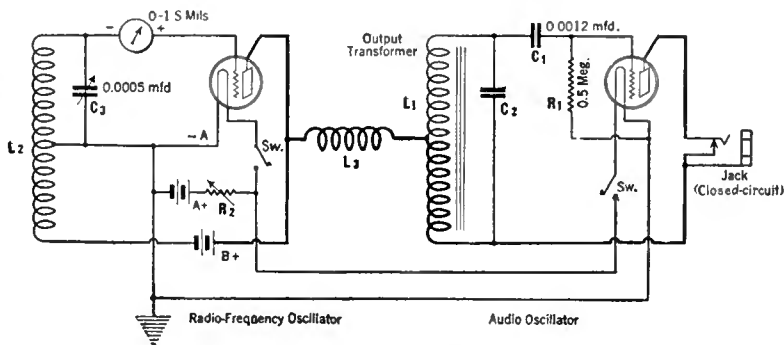 0-1 S Mils
- +
0.0005 mfd
C3
L2
-A
Sw.
A+
R2
B+
L3
Output
Transformer
L1
C2
0.0012 mfd.
C1
R1
0.5 Meg.
Sw.
Jack
(Closed-circuit)
Radio-Frequency Oscillator
Audio Oscillator